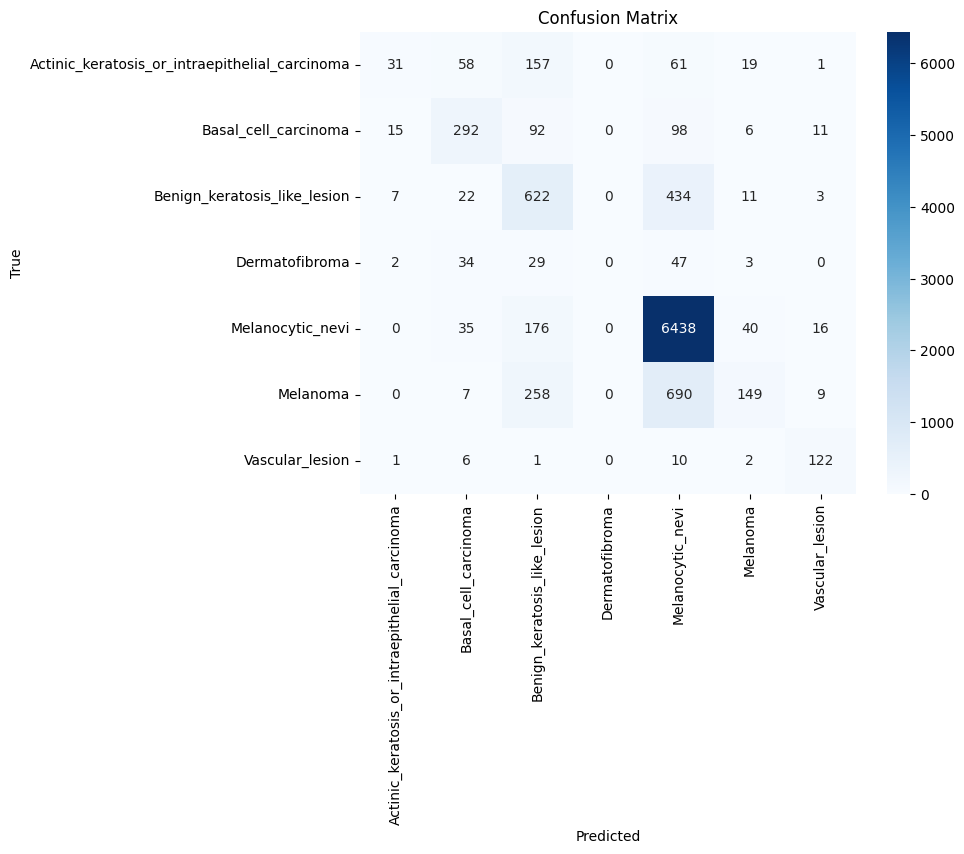 Confusion Matrix
Actinic_keratosis_or_intraepithelial_carcinoma 31 58 157 0 61 19 1
Basal_cell_carcinoma 15 292 92 0 98 6 11
Benign_keratosis_like_lesion 7 22 622 0 434 11 3
Dermatofibroma 2 34 29 0 47 3 0
Melanocytic_nevi 0 35 176 0 6438 40 16
Melanoma 0 7 258 0 690 149 9
Vascular_lesion 1 6 1 0 10 2 122
True
Actinic_keratosis_or_intraepithelial_carcinoma
Basal_cell_carcinoma
Benign_keratosis_like_lesion
Dermatofibroma
Melanocytic_nevi
Melanoma
Vascular_lesion
Predicted
6000
5000
4000
3000
2000
1000
0